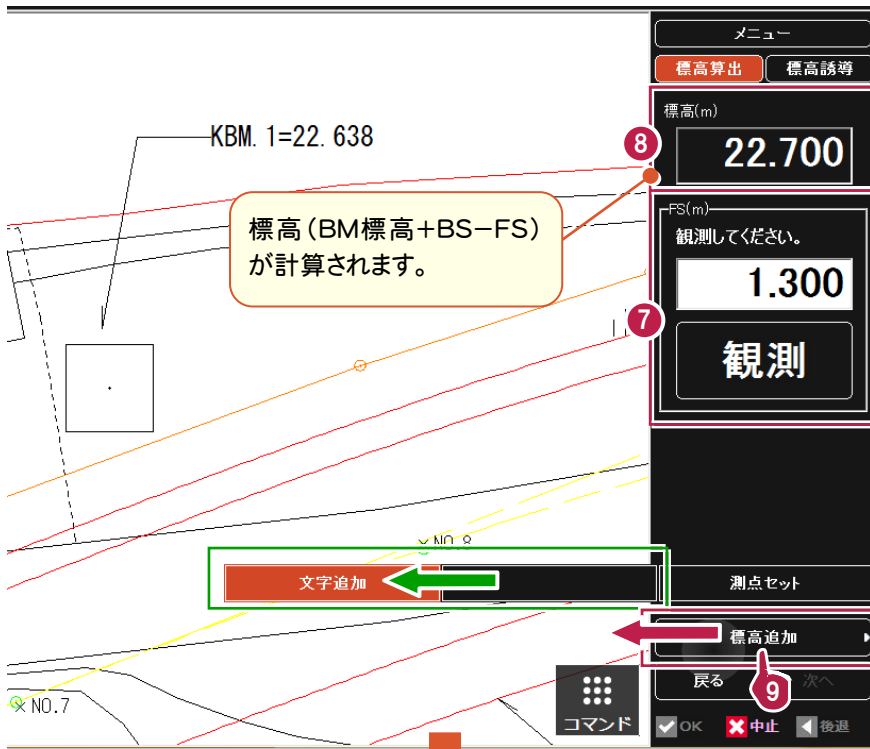 メニュー
標高算出
標高誘導
標高(m)
8
22.700
KBM. 1=22. 638
標高(BM標高+BS−FS)
が計算されます。
FS(m)
観測してください。
1.300
7
観測
NO.8
文字追加
測点セット
標高追加
戻る
次へ
9
NO.7
コマンド
OK
中止
後退